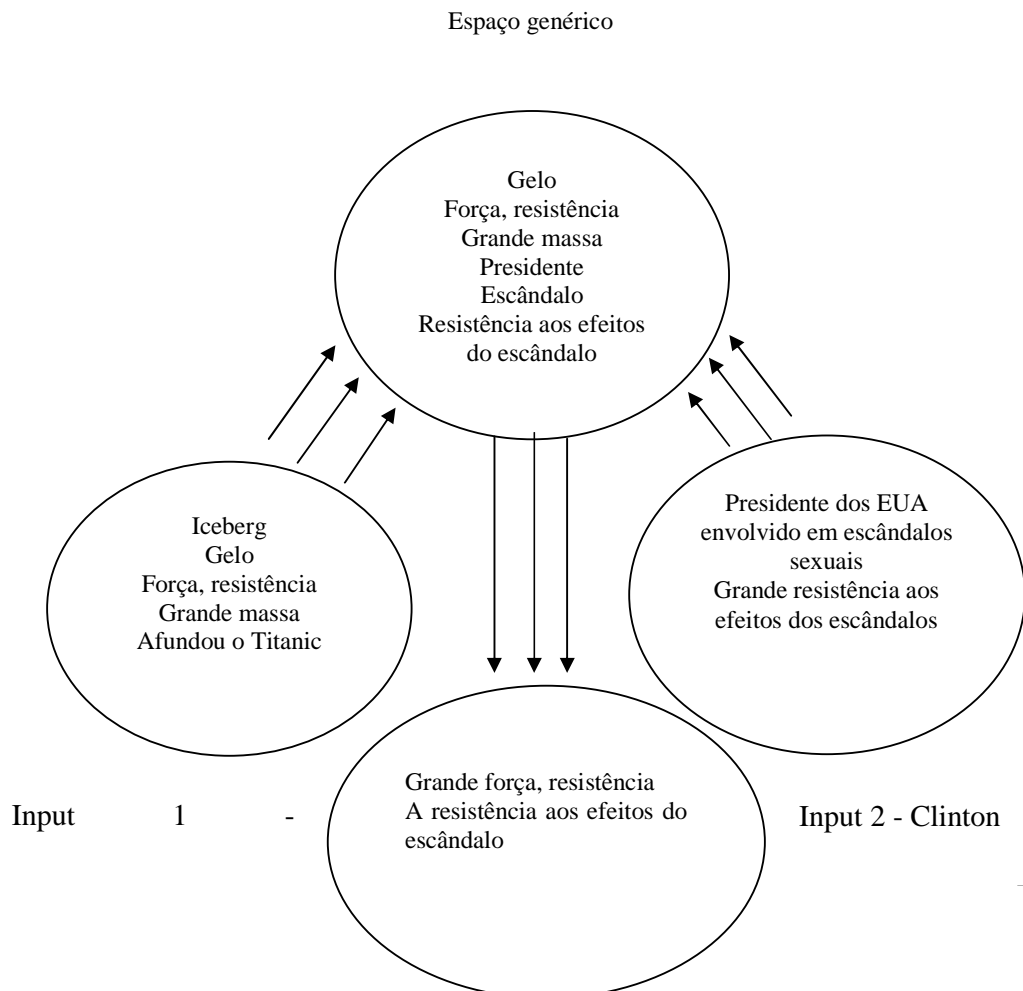 Espaço genérico
Gelo
Força, resistência
Grande massa
Presidente
Escândalo
Resistência aos efeitos
do escândalo
Iceberg
Gelo
Força, resistência
Grande massa
Afundou o Titanic
Presidente dos EUA
envolvido em escândalos
sexuais
Grande resistência aos
efeitos dos escândalos
Grande força, resistência
A resistência aos efeitos do
escândalo
Input 1 -
Input 2 - Clinton